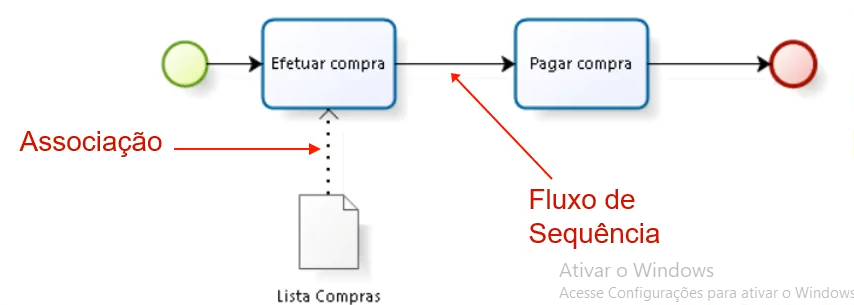 Efetuar compra
Pagar compra
Associação
Fluxo de
Sequência
Lista Compras
Ativar o Windows
Acesse Configurações para ativar o Windows